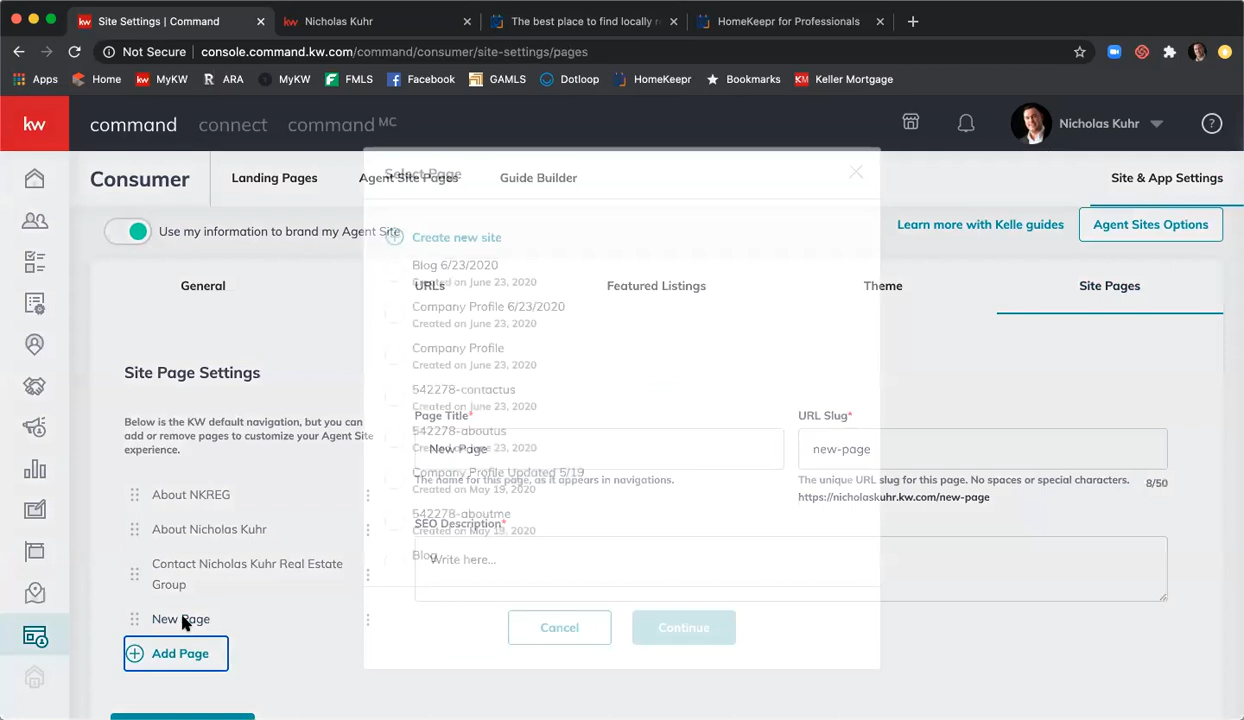 Site Settings | Command
kw Nicholas Kuhr
The best place to find locally r
HomeKeepr for Professionals
Not Secure console.command.kw.com/command/consumer/site-settings/pages
Apps Home kw MyKW R ARA MyKW FMLS Facebook GAMLS Dotloop HomeKeepr Bookmarks KM Keller Mortgage
kw command connect command MC Nicholas Kuhr ?
Consumer Landing Pages Agent Site Pages Guide Builder Site & App Settings
Select Page
Use my information to brand my Agent Site Learn more with Kelle guides Agent Sites Options
Create new site
General URLs Featured Listings Theme Site Pages
Blog 6/23/2020
Created on June 23, 2020
Company Profile 6/23/2020
Created on June 23, 2020
Company Profile
Created on June 23, 2020
542278-contactus
Created on June 23, 2020
542278-aboutus
Created on June 23, 2020
Company Profile Updated 5/19
Created on May 19, 2020
542278-aboutme
Created on May 19, 2020
Blog
Cancel Continue
Site Page Settings
Below is the KW default navigation, but you can
add or remove pages to customize your Agent Site
experience.
About NKREG
About Nicholas Kuhr
Contact Nicholas Kuhr Real Estate
Group
New Page
Add Page
Page Title*
New Page
The name for this page, as it appears in navigations.
URL Slug*
new-page
The unique URL slug for this page. No spaces or special characters. 8/50
https://nicholaskuhr.kw.com/new-page
SEO Description*
Write here...